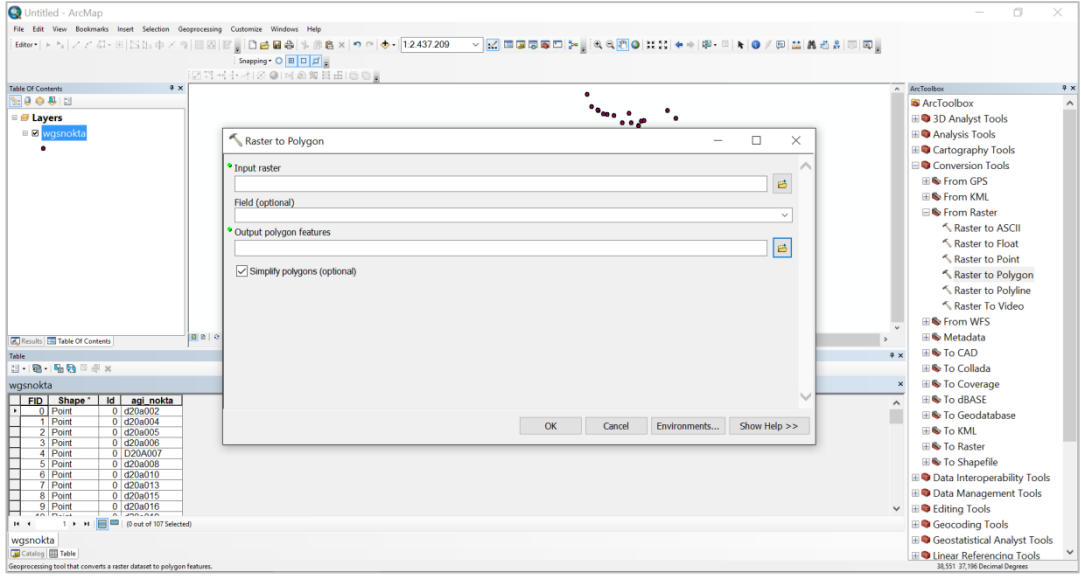 Untitled - ArcMap
File Edit View Bookmarks Insert Selection Geoprocessing Customize Windows Help
Editor 1:2.437.209
Snapping
Table Of Contents
Layers
wgsnokta
Results Table Of Contents
Raster to Polygon
Input raster
Field (optional)
Output polygon features
Simplify polygons (optional)
OK Cancel Environments... Show Help >>
Table
wgsnokta
FID Shape * Id agi_nokta
0 Point 0 d20a002
1 Point 0 d20a004
2 Point 0 d20a005
3 Point 0 d20a006
4 Point 0 D20A007
5 Point 0 d20a008
6 Point 0 d20a010
7 Point 0 d20a013
8 Point 0 d20a015
9 Point 0 d20a016
1 (0 out of 107 Selected)
wgsnokta
Catalog Table
Geoprocessing tool that converts a raster dataset to polygon features.
ArcToolbox
ArcToolbox
3D Analyst Tools
Analysis Tools
Cartography Tools
Conversion Tools
From GPS
From KML
From Raster
Raster to ASCII
Raster to Float
Raster to Point
Raster to Polygon
Raster to Polyline
Raster To Video
From WFS
Metadata
To CAD
To Collada
To Coverage
To dBASE
To Geodatabase
To KML
To Raster
To Shapefile
Data Interoperability Tools
Data Management Tools
Editing Tools
Geocoding Tools
Geostatistical Analyst Tools
Linear Referencing Tools
38,551 37,196 Decimal Degrees